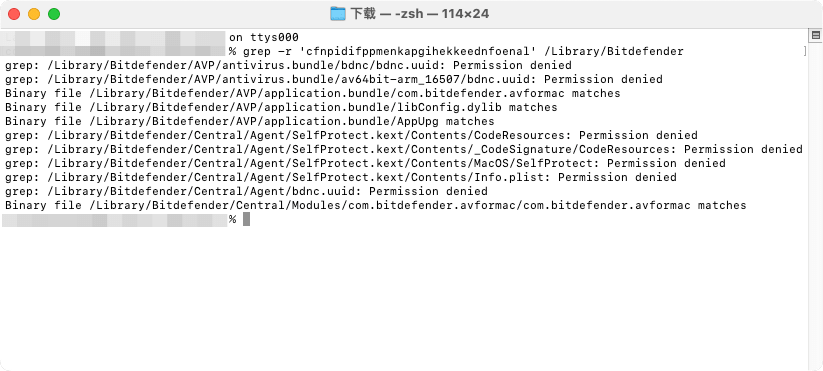 下载 — -zsh — 114×24
on ttys000
% grep -r 'cfnpidifppmenkapgihekkeednfoenal' /Library/Bitdefender
grep: /Library/Bitdefender/AVP/antivirus.bundle/bdnc/bdnc.uuid: Permission denied
grep: /Library/Bitdefender/AVP/antivirus.bundle/av64bit-arm_16507/bdnc.uuid: Permission denied
Binary file /Library/Bitdefender/AVP/application.bundle/com.bitdefender.avformac matches
Binary file /Library/Bitdefender/AVP/application.bundle/libConfig.dylib matches
Binary file /Library/Bitdefender/AVP/application.bundle/AppUpg matches
grep: /Library/Bitdefender/Central/Agent/SelfProtect.kext/Contents/CodeResources: Permission denied
grep: /Library/Bitdefender/Central/Agent/SelfProtect.kext/Contents/_CodeSignature/CodeResources: Permission denied
grep: /Library/Bitdefender/Central/Agent/SelfProtect.kext/Contents/MacOS/SelfProtect: Permission denied
grep: /Library/Bitdefender/Central/Agent/SelfProtect.kext/Contents/Info.plist: Permission denied
grep: /Library/Bitdefender/Central/Agent/bdnc.uuid: Permission denied
Binary file /Library/Bitdefender/Central/Modules/com.bitdefender.avformac/com.bitdefender.avformac matches
%